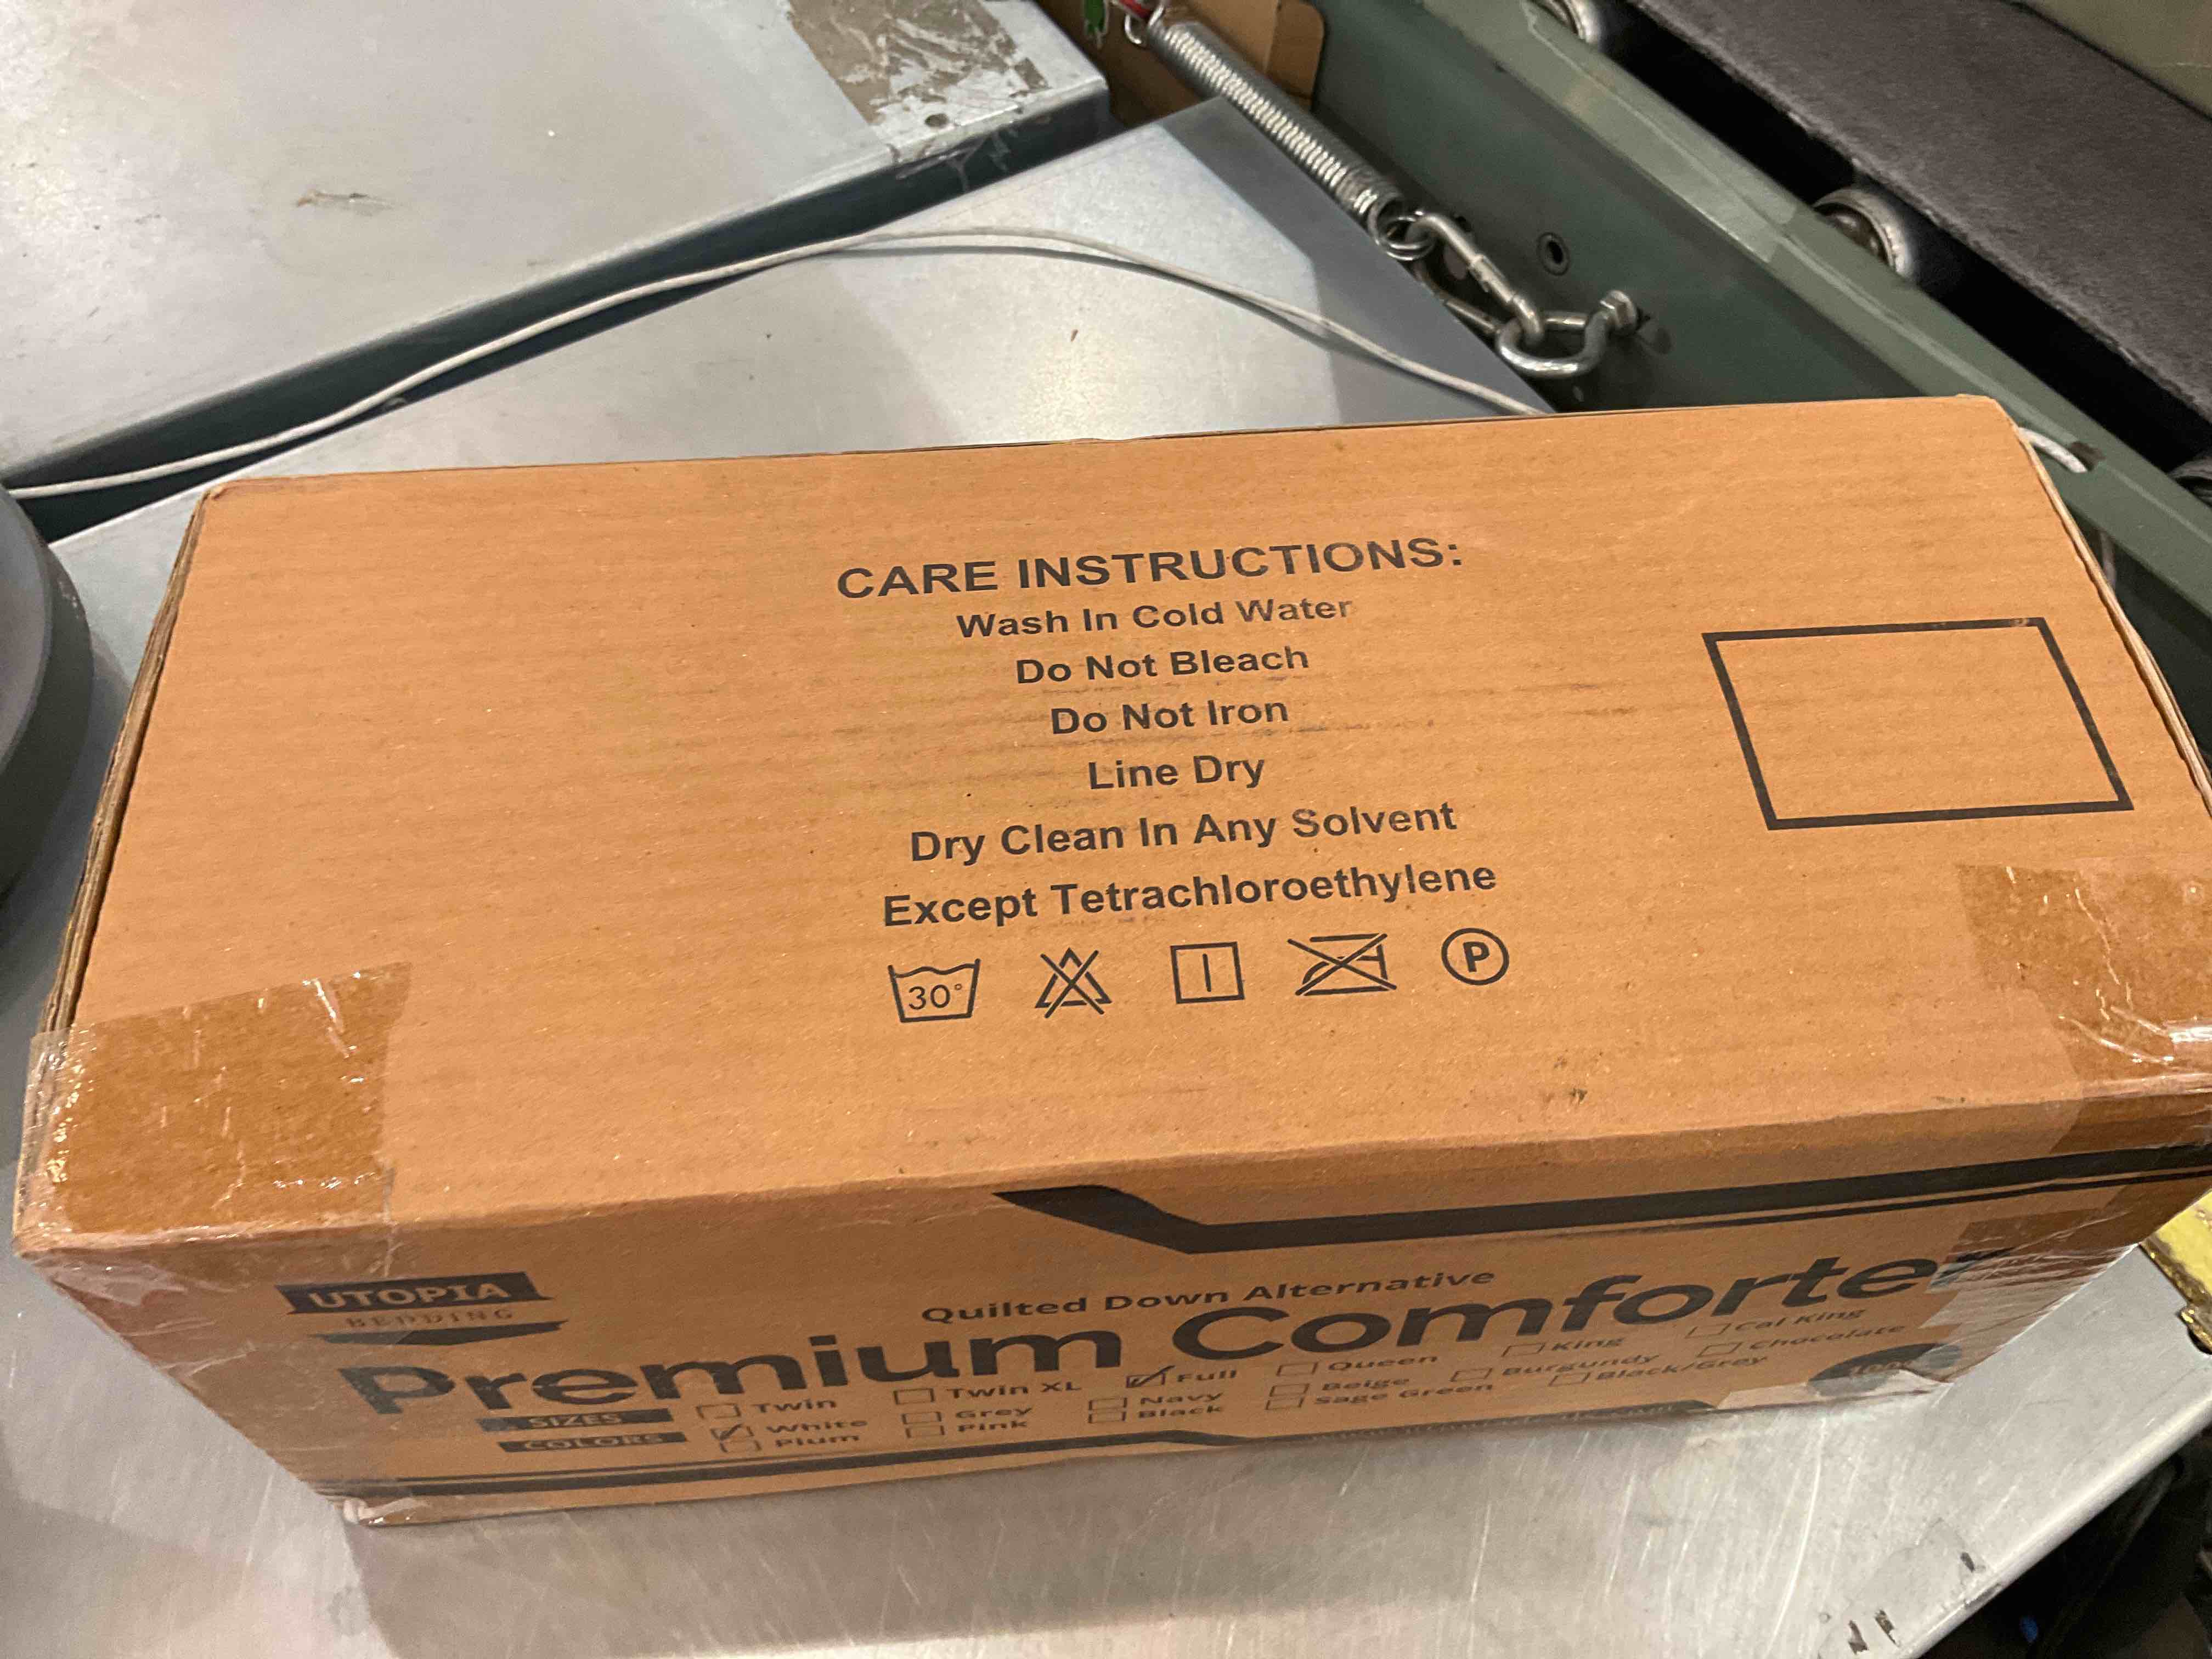 CARE INSTRUCTIONS:
Wash In Cold Water
Do Not Bleach
Do Not Iron
Line Dry
Dry Clean In Any Solvent
Except Tetrachloroethylene
30°
P
UTOPIA
BEDDING
Quilted Down Alternative
Premium Comforter
SIZES Twin Twin XL Full Queen King Cal King
COLORS White Grey Navy Beige Burgundy Chocolate
Plum Pink Black Sage Green Black/Grey